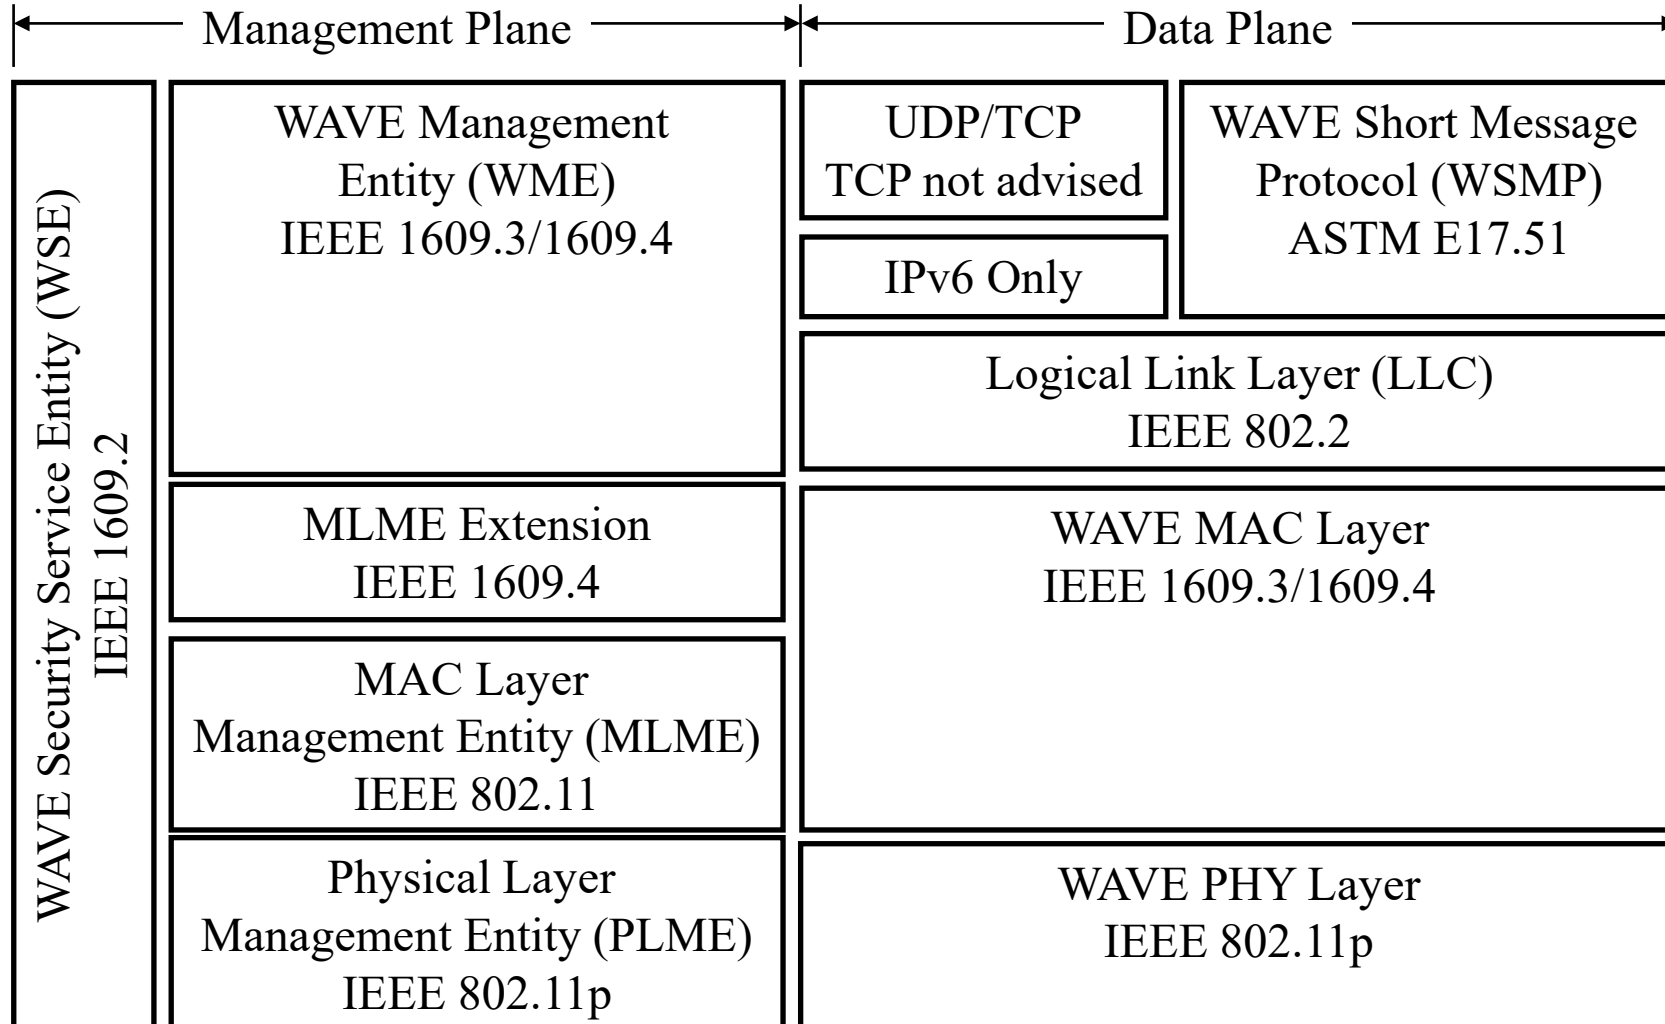 Management Plane
Data Plane
WAVE Security Service Entity (WSE)
IEEE 1609.2
WAVE Management
Entity (WME)
IEEE 1609.3/1609.4
MLME Extension
IEEE 1609.4
MAC Layer
Management Entity (MLME)
IEEE 802.11
Physical Layer
Management Entity (PLME)
IEEE 802.11p
UDP/TCP
TCP not advised
IPv6 Only
WAVE Short Message
Protocol (WSMP)
ASTM E17.51
Logical Link Layer (LLC)
IEEE 802.2
WAVE MAC Layer
IEEE 1609.3/1609.4
WAVE PHY Layer
IEEE 802.11p